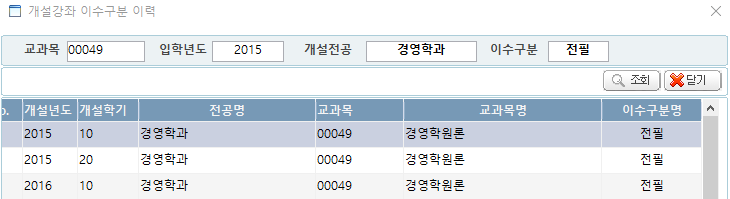 개설강좌 이수구분 이력
교과목 00049 입학년도 2015 개설전공 경영학과 이수구분 전필
조회 닫기
o. 개설년도 개설학기 전공명 교과목 교과목명 이수구분명
2015 10 경영학과 00049 경영학원론 전필
2015 20 경영학과 00049 경영학원론 전필
2016 10 경영학과 00049 경영학원론 전필